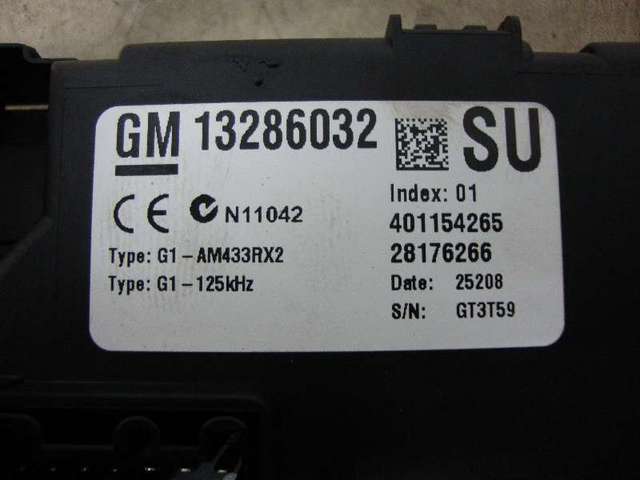 GM 13286032 SU
Index: 01
CE N11042
401154265
Type: G1-AM433RX2
28176266
Type: G1-125kHz
Date: 25208
S/N: GT3T59